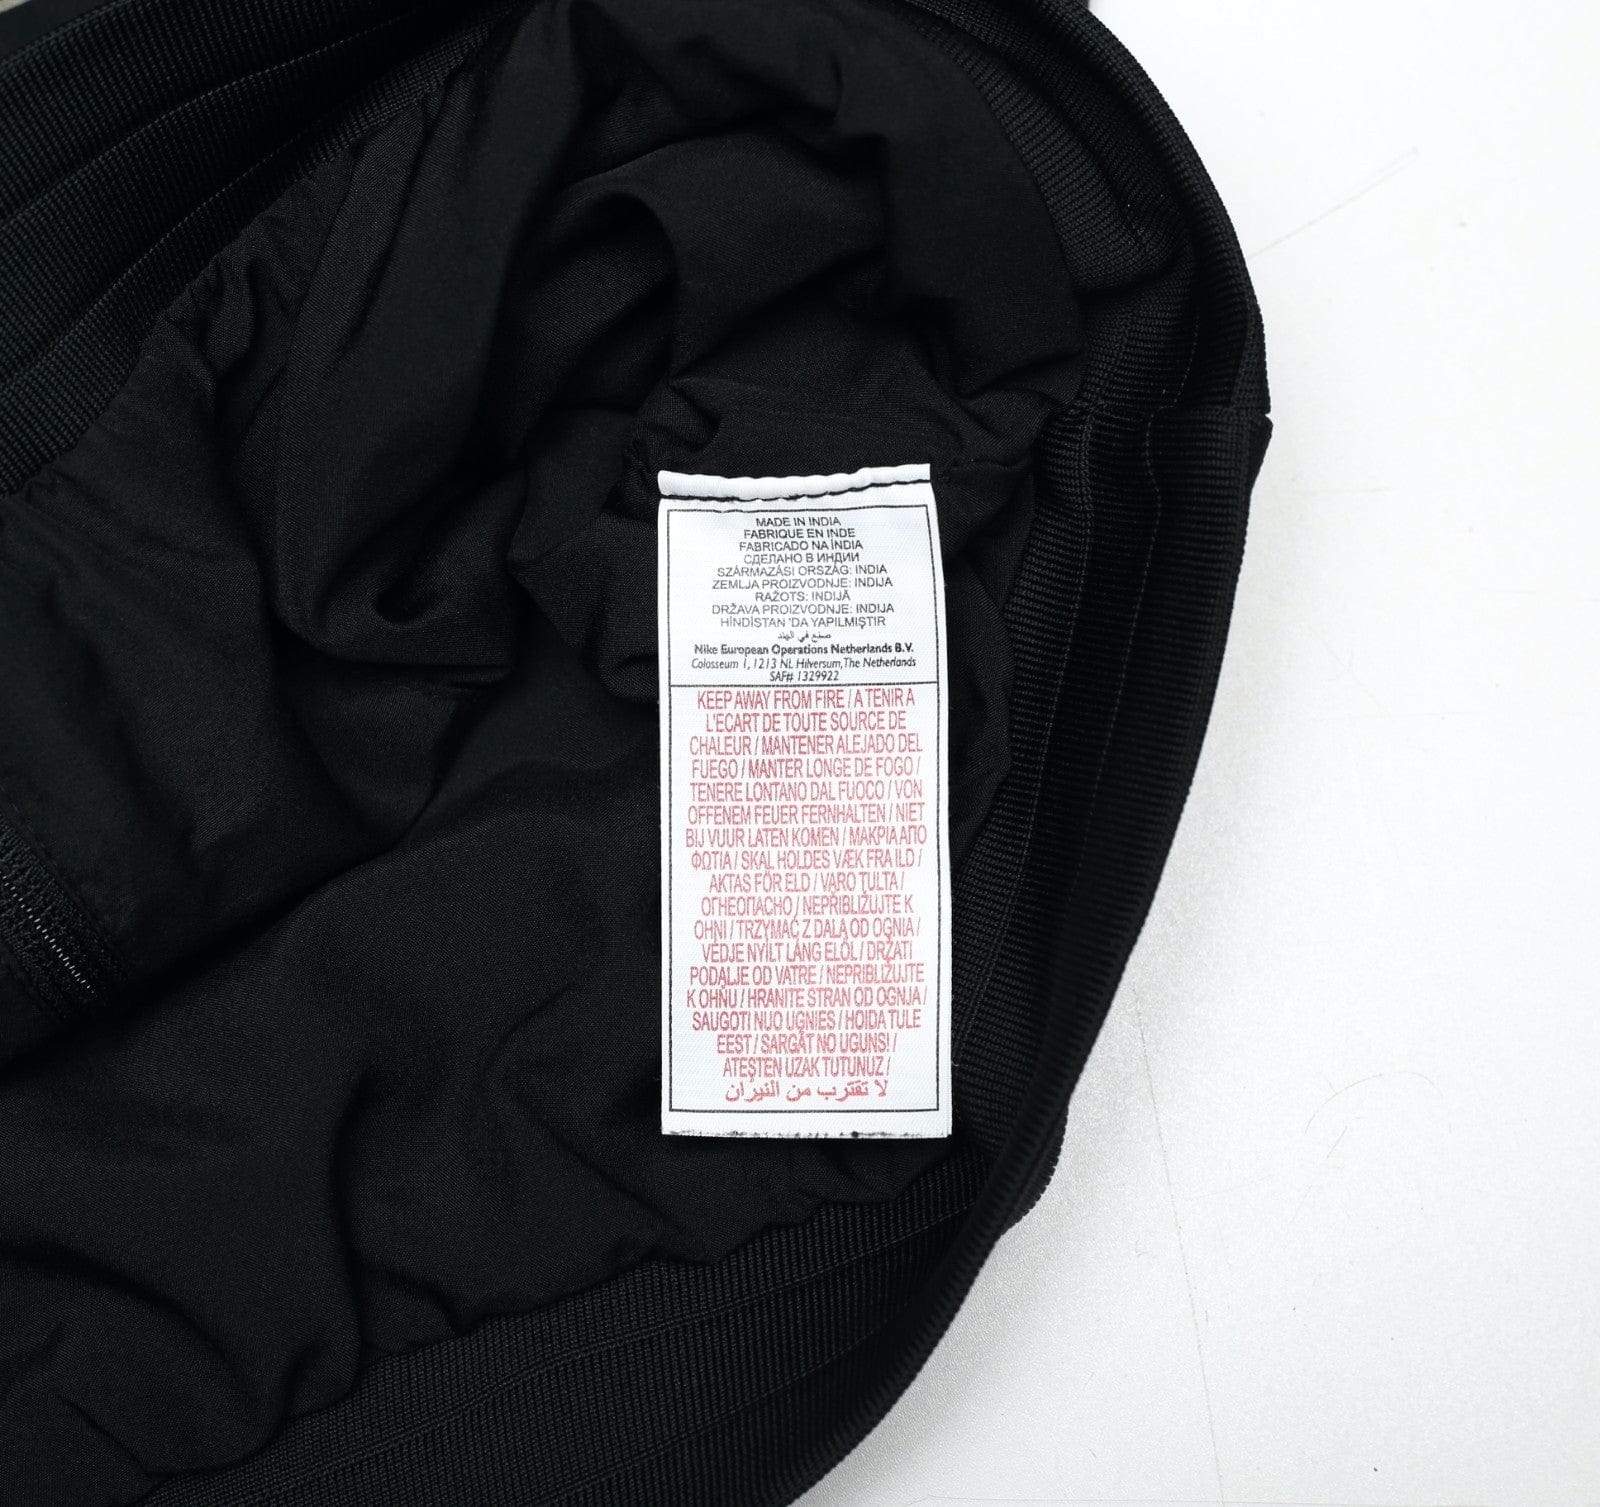 MADE IN INDIA
FABRIQUE EN INDE
FABRICADO NA ÍNDIA
СДЕЛАНО В ИНДИИ
SZÁRMAZÁSI ORSZÁG: INDIA
ZEMLJA PROIZVODNJE: INDIJA
RAŽOTS: INDIJĀ
DRŽAVA PROIZVODNJE: INDIJA
HİNDİSTAN 'DA YAPILMIŞTIR
صنع في الهند
Nike European Operations Netherlands B.V.
Colosseum 1, 1213 NL Hilversum, The Netherlands
SAF# 1329922
KEEP AWAY FROM FIRE / A TENIR A
L'ECART DE TOUTE SOURCE DE
CHALEUR / MANTENER ALEJADO DEL
FUEGO / MANTER LONGE DE FOGO /
TENERE LONTANO DAL FUOCO / VON
OFFENEM FEUER FERNHALTEN / NIET
BIJ VUUR LATEN KOMEN / ΜΑΚΡΙΑ ΑΠΟ
ΦΩΤΙΑ / SKAL HOLDES VÆK FRA ILD /
AKTAS FÖR ELD / VARO TULTA /
ОГНЕОПАСНО / NEPŘIBLIŽUJTE K
OHNI / TRZYMAĆ Z DALA OD OGNIA /
VÉDJE NYÍLT LÁNG ELŐL / DRŽATI
PODALJE OD VATRE / NEPRIBLIŽUJTE
K OHŇU / HRANITE STRAN OD OGNJA /
SAUGOTI NUO UGNIES / HOIDA TULE
EEST / SARGĀT NO UGUNS! /
ATEŞTEN UZAK TUTUNUZ /
لا تقترب من النيران